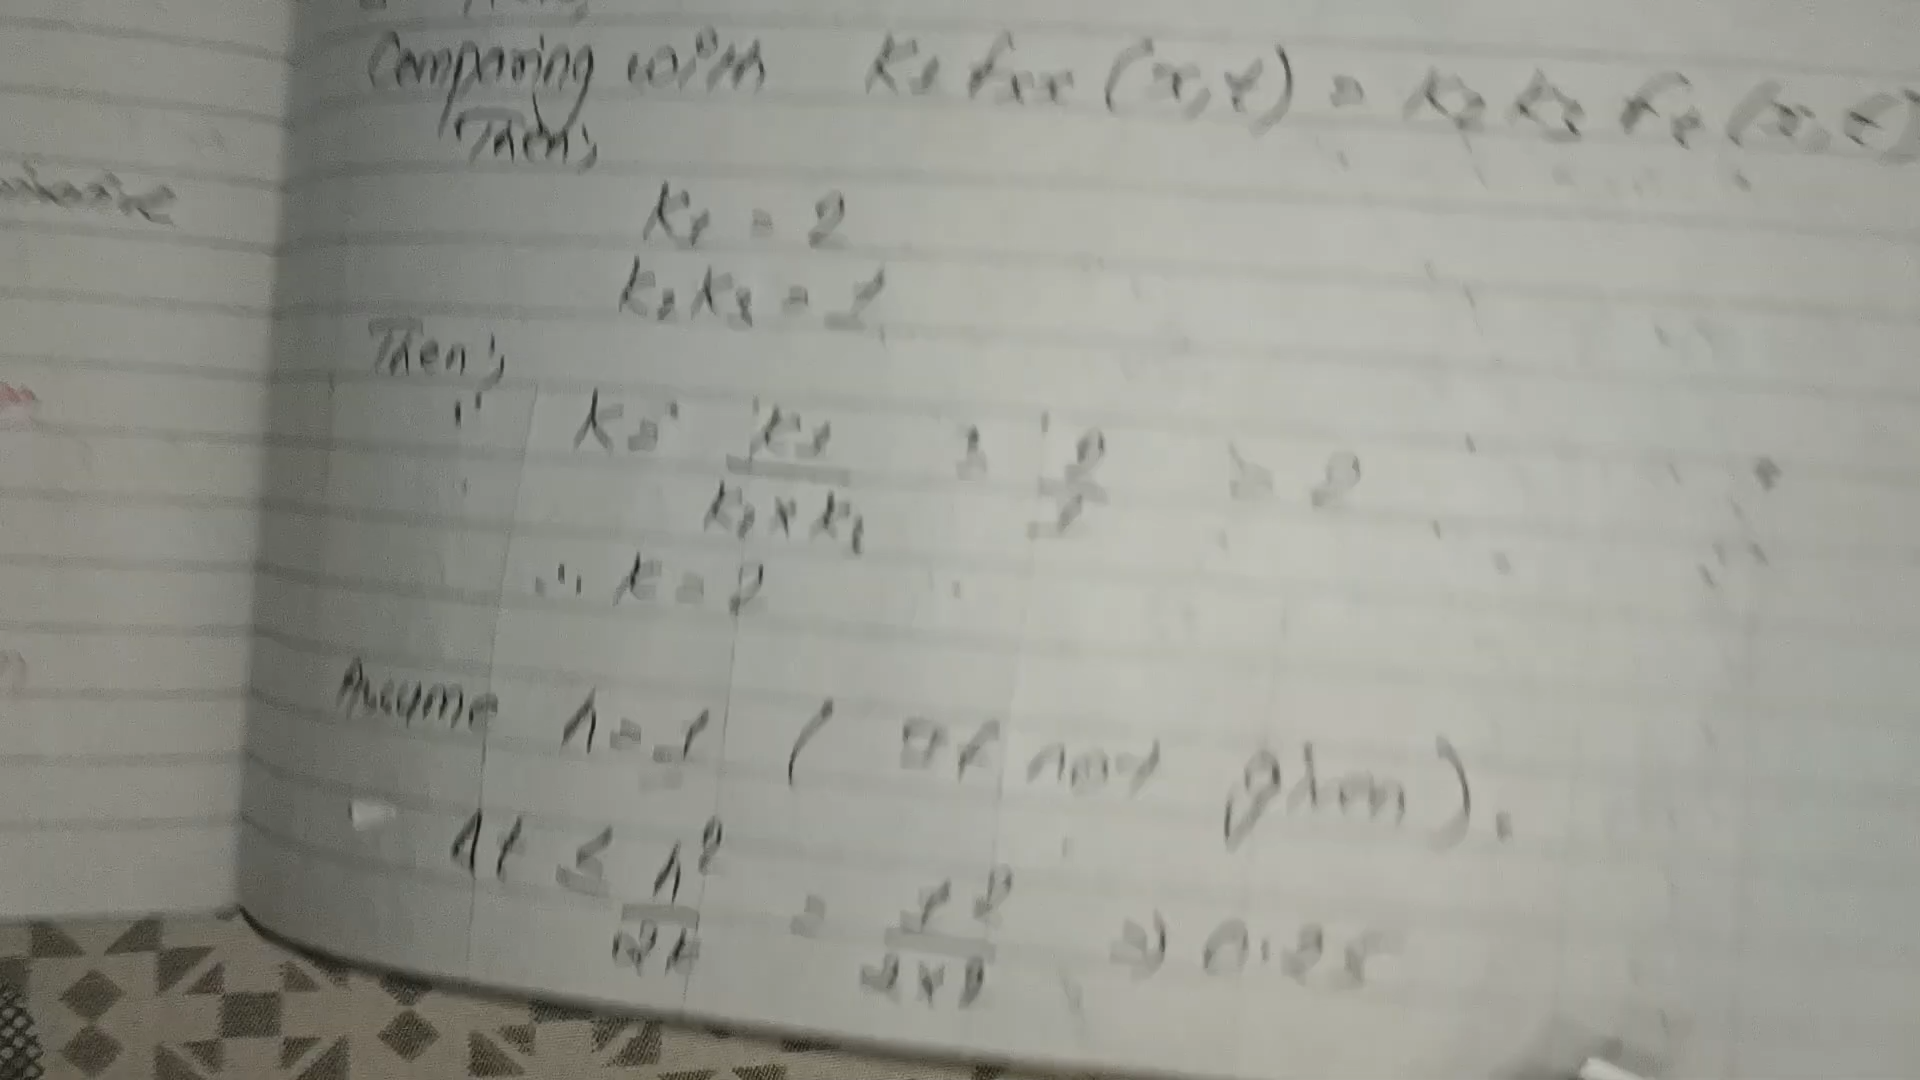 Comparing with k₁ fxx (x,t) = k₂ k₃ ft (x,t)
Then,
k₁ = 2
k₂k₃ = 1
Then,
k = k₁ / k₂ × k₃ = 2/1 = 2
∴ k = 2
Assume h = 1 ( If not given).
Δt ≤ h² / 2k = 1² / 2×2 ⇒ 0.25